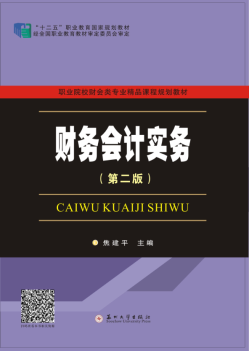 “十二五”职业教育国家规划教材
经全国职业教育教材审定委员会审定
职业院校财会类专业精品课程规划教材
财务会计实务
（第二版）
CAIWU KUAIJI SHIWU
焦建平 主编
苏州大学出版社